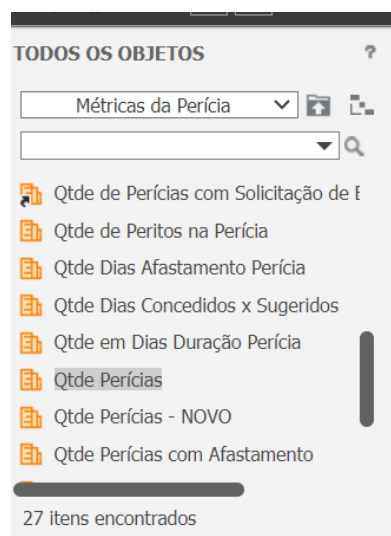 TODOS OS OBJETOS ?
Métricas da Perícia
Qtde de Perícias com Solicitação de
Qtde de Peritos na Perícia
Qtde Dias Afastamento Perícia
Qtde Dias Concedidos x Sugeridos
Qtde em Dias Duração Perícia
Qtde Perícias
Qtde Perícias - NOVO
Qtde Perícias com Afastamento
27 itens encontrados